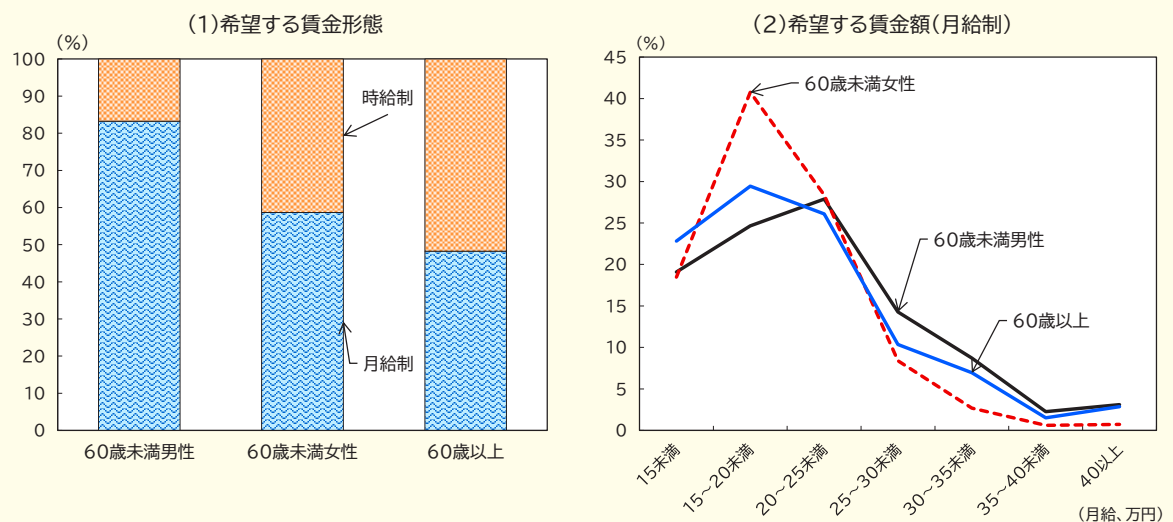 (1)希望する賃金形態
(%)
100
90
80
70
60
50
40
30
20
10
0
時給制
月給制
60歳未満男性
60歳未満女性
60歳以上
(2)希望する賃金額(月給制)
(%)
45
40
35
30
25
20
15
10
5
0
60歳未満女性
60歳未満男性
60歳以上
15未満
15~20未満
20~25未満
25~30未満
30~35未満
35~40未満
40以上
(月給、万円)